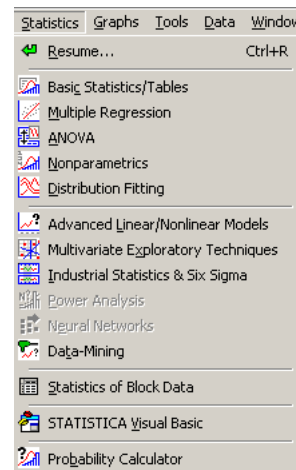 Statistics Graphs Tools Data Window
Resume... Ctrl+R
Basic Statistics/Tables
Multiple Regression
ANOVA
Nonparametrics
Distribution Fitting
Advanced Linear/Nonlinear Models
Multivariate Exploratory Techniques
Industrial Statistics & Six Sigma
Power Analysis
Neural Networks
Data-Mining
Statistics of Block Data
STATISTICA Visual Basic
Probability Calculator